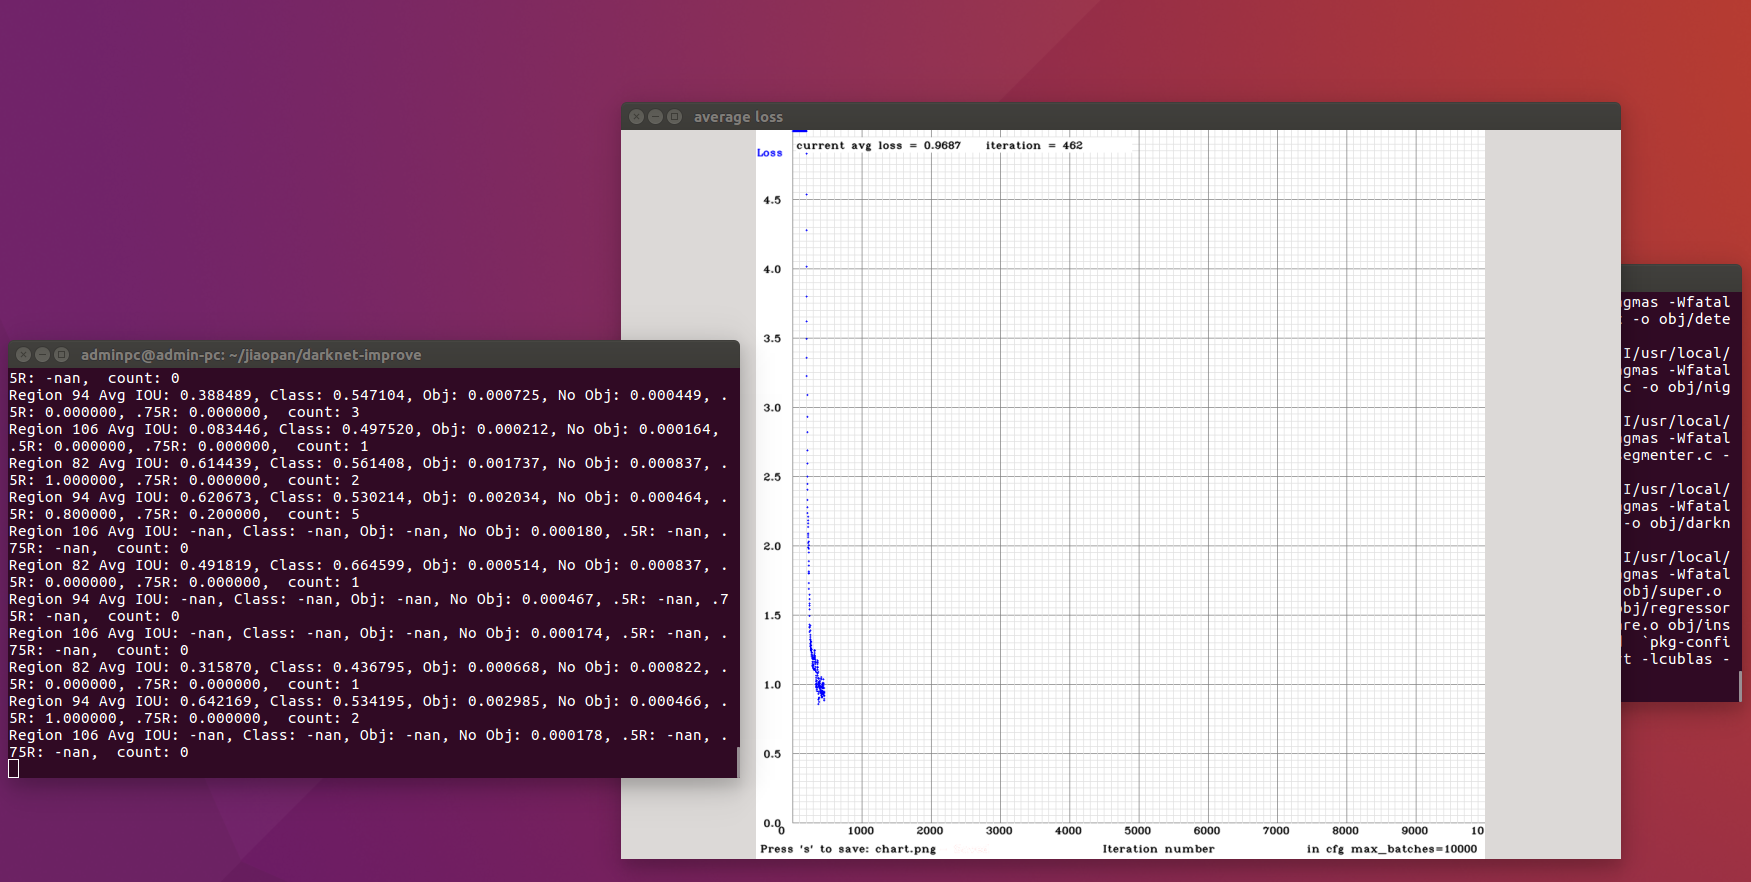 average loss
Loss
current avg loss = 0.9687 iteration = 462
4.5
4.0
3.5
3.0
2.5
2.0
1.5
1.0
0.5
0.0
0 1000 2000 3000 4000 5000 6000 7000 8000 9000 10
Press 's' to save: chart.png Iteration number in cfg max_batches=10000
adminpc@admin-pc: ~/jiaopan/darknet-improve
5R: -nan, count: 0
Region 94 Avg IOU: 0.388489, Class: 0.547104, Obj: 0.000725, No Obj: 0.000449, .
5R: 0.000000, .75R: 0.000000, count: 3
Region 106 Avg IOU: 0.083446, Class: 0.497520, Obj: 0.000212, No Obj: 0.000164,
.5R: 0.000000, .75R: 0.000000, count: 1
Region 82 Avg IOU: 0.614439, Class: 0.561408, Obj: 0.001737, No Obj: 0.000837, .
5R: 1.000000, .75R: 0.000000, count: 2
Region 94 Avg IOU: 0.620673, Class: 0.530214, Obj: 0.002034, No Obj: 0.000464, .
5R: 0.800000, .75R: 0.200000, count: 5
Region 106 Avg IOU: -nan, Class: -nan, Obj: -nan, No Obj: 0.000180, .5R: -nan, .
75R: -nan, count: 0
Region 82 Avg IOU: 0.491819, Class: 0.664599, Obj: 0.000514, No Obj: 0.000837, .
5R: 0.000000, .75R: 0.000000, count: 1
Region 94 Avg IOU: -nan, Class: -nan, Obj: -nan, No Obj: 0.000467, .5R: -nan, .7
5R: -nan, count: 0
Region 106 Avg IOU: -nan, Class: -nan, Obj: -nan, No Obj: 0.000174, .5R: -nan, .
75R: -nan, count: 0
Region 82 Avg IOU: 0.315870, Class: 0.436795, Obj: 0.000668, No Obj: 0.000822, .
5R: 0.000000, .75R: 0.000000, count: 1
Region 94 Avg IOU: 0.642169, Class: 0.534195, Obj: 0.002985, No Obj: 0.000466, .
5R: 1.000000, .75R: 0.000000, count: 2
Region 106 Avg IOU: -nan, Class: -nan, Obj: -nan, No Obj: 0.000178, .5R: -nan, .
75R: -nan, count: 0
gmas -Wfatal
-o obj/dete
I/usr/local/
gmas -Wfatal
c -o obj/nig
I/usr/local/
gmas -Wfatal
egmenter.c -
I/usr/local/
gmas -Wfatal
-o obj/darkn
I/usr/local/
gmas -Wfatal
obj/super.o
bj/regressor
re.o obj/ins
`pkg-confi
t -lcublas -